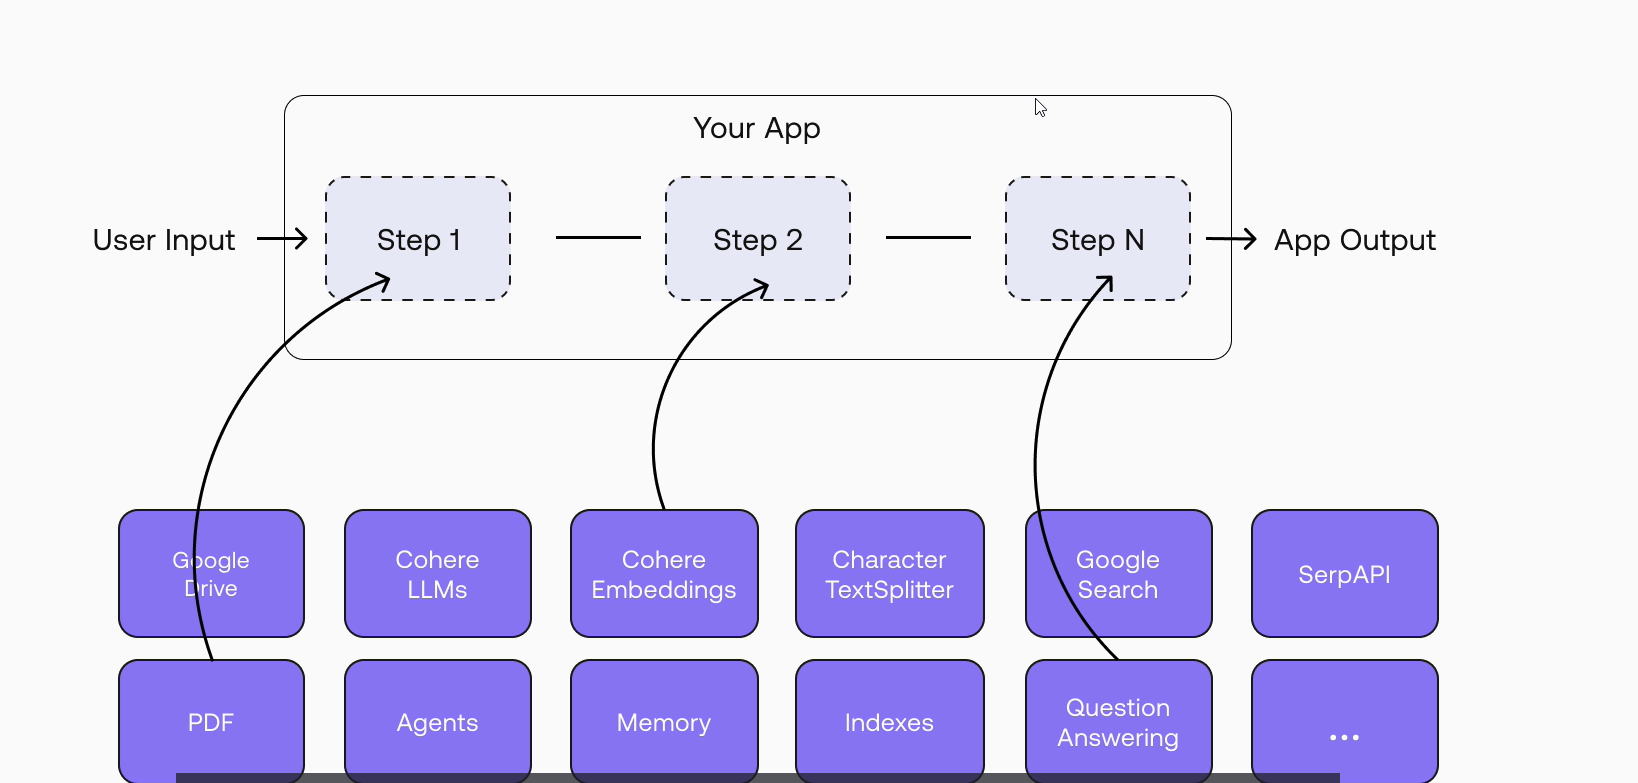 Your App
User Input
Step 1
Step 2
Step N
App Output
Google
Drive
Cohere
LLMs
Cohere
Embeddings
Character
TextSplitter
Google
Search
SerpAPI
PDF
Agents
Memory
Indexes
Question
Answering
...